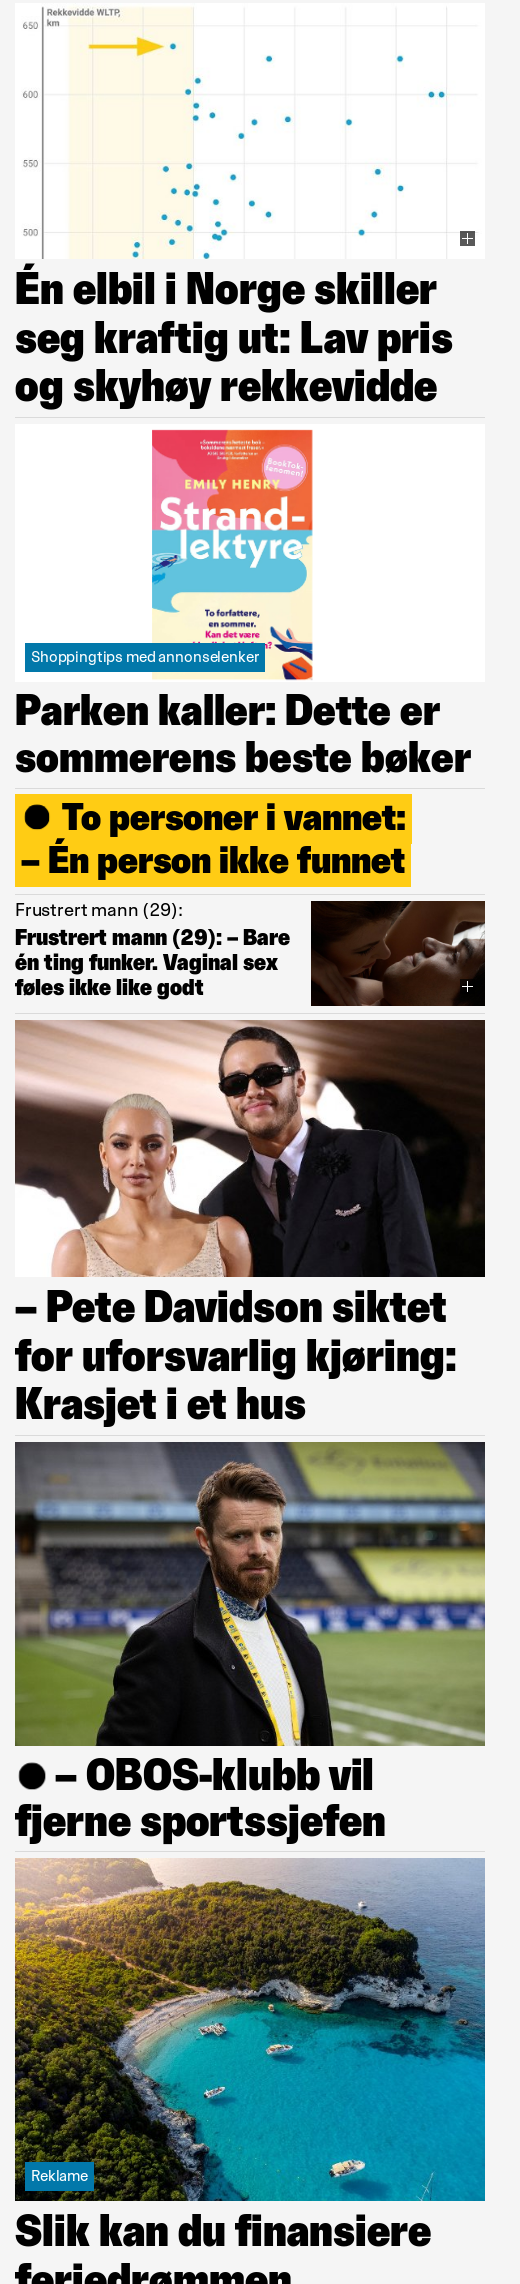 Rekkevidde WLTP,
km
650
600
550
500
Én elbil i Norge skiller
seg kraftig ut: Lav pris
og skyhøy rekkevidde
BookTok-
fenomen!
EMILY HENRY
Strand-
lektyre
To forfattere,
en sommer.
Kan det være
Shoppingtips med annonselenker
Parken kaller: Dette er
sommerens beste bøker
To personer i vannet:
– Én person ikke funnet
Frustrert mann (29):
Frustrert mann (29): – Bare
én ting funker. Vaginal sex
føles ikke like godt
– Pete Davidson siktet
for uforsvarlig kjøring:
Krasjet i et hus
– OBOS-klubb vil
fjerne sportssjefen
Reklame
Slik kan du finansiere
feriedrømmen